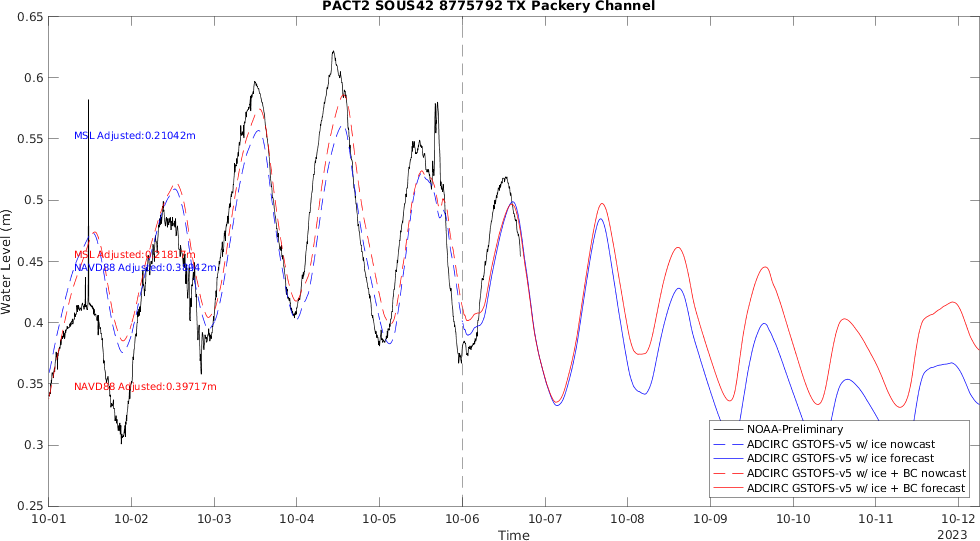 PACT2 SOUS42 8775792 TX Packery Channel
Water Level (m)
0.65
0.6
0.55
0.5
0.45
0.4
0.35
0.3
0.25
MSL Adjusted:0.21042m
MSL Adjusted:
NAVD88 Adjusted:
NAVD88 Adjusted:0.39717m
NOAA-Preliminary
ADCIRC GSTOFS-v5 w/ ice nowcast
ADCIRC GSTOFS-v5 w/ ice forecast
ADCIRC GSTOFS-v5 w/ ice + BC nowcast
ADCIRC GSTOFS-v5 w/ ice + BC forecast
10-01 10-02 10-03 10-04 10-05 10-06 10-07 10-08 10-09 10-10 10-11 10-12
Time
2023